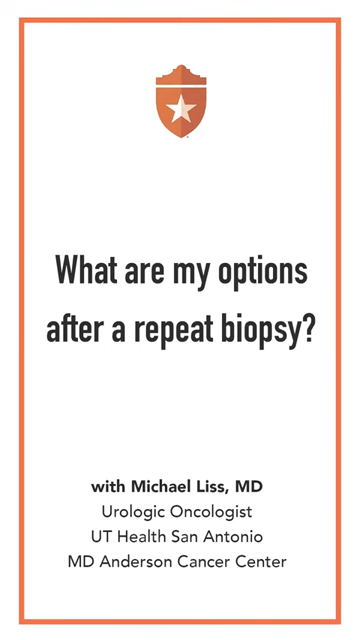 What are my options
after a repeat biopsy?
with Michael Liss, MD
Urologic Oncologist
UT Health San Antonio
MD Anderson Cancer Center